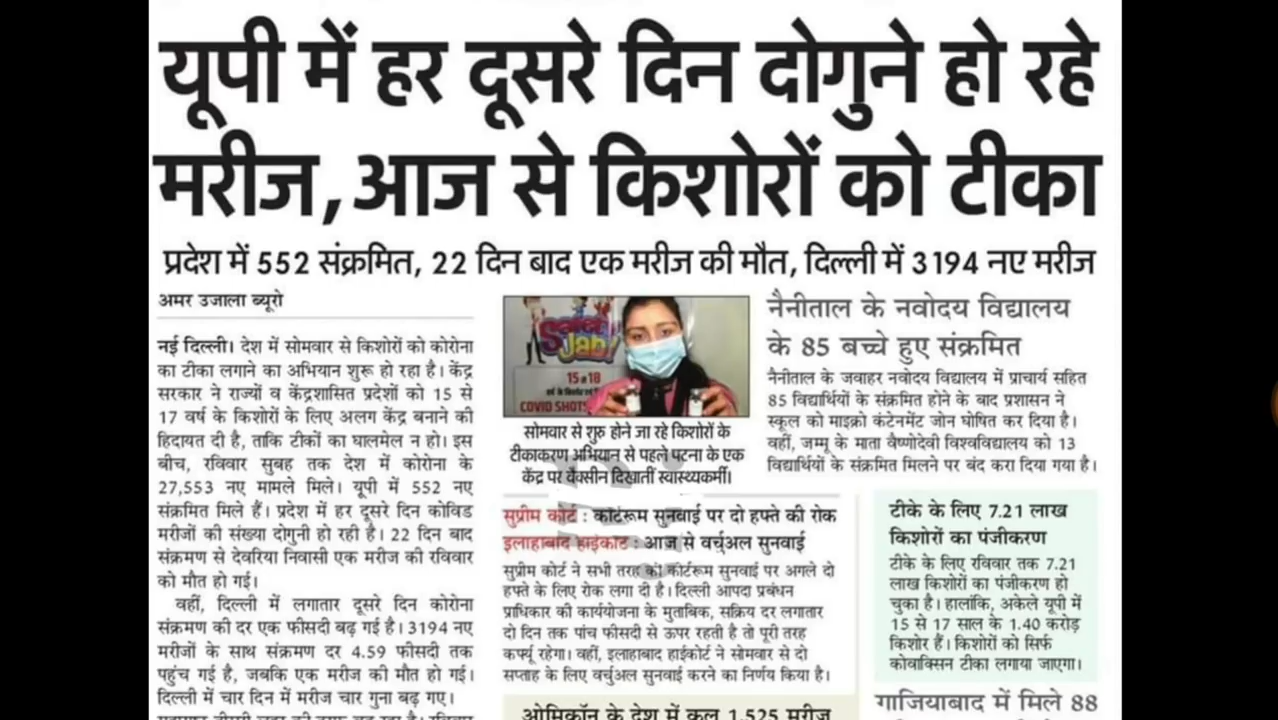 यूपी में हर दूसरे दिन दोगुने हो रहे
मरीज, आज से किशोरों को टीका
प्रदेश में 552 संक्रमित, 22 दिन बाद एक मरीज की मौत, दिल्ली में 3194 नए मरीज
अमर उजाला ब्यूरो
नई दिल्ली। देश में सोमवार से किशोरों को कोरोना
का टीका लगाने का अभियान शुरू हो रहा है। केंद्र
सरकार ने राज्यों व केंद्रशासित प्रदेशों को 15 से
17 वर्ष के किशोरों के लिए अलग केंद्र बनाने की
हिदायत दी है, ताकि टीकों का घालमेल न हो। इस
बीच, रविवार सुबह तक देश में कोरोना के
27,553 नए मामले मिले। यूपी में 552 नए
संक्रमित मिले हैं। प्रदेश में हर दूसरे दिन कोविड
मरीजों की संख्या दोगुनी हो रही है। 22 दिन बाद
संक्रमण से देवरिया निवासी एक मरीज की रविवार
को मौत हो गई।
वहीं, दिल्ली में लगातार दूसरे दिन कोरोना
संक्रमण की दर एक फीसदी बढ़ गई है। 3194 नए
मरीजों के साथ संक्रमण दर 4.59 फीसदी तक
पहुंच गई है, जबकि एक मरीज की मौत हो गई।
दिल्ली में चार दिन में मरीज चार गुना बढ़ गए।
Jab!
15 से 18
COVID SHOTS
सोमवार से शुरु होने जा रहे किशोरों के
टीकाकरण अभियान से पहले पटना के एक
केंद्र पर वैक्सीन दिखातीं स्वास्थ्यकर्मी।
सुप्रीम कोर्ट : कोर्टरूम सुनवाई पर दो हफ्ते की रोक
इलाहाबाद हाईकोर्ट : आज से वर्चुअल सुनवाई
सुप्रीम कोर्ट ने सभी तरह की कोर्टरूम सुनवाई पर अगले दो
हफ्ते के लिए रोक लगा दी है। दिल्ली आपदा प्रबंधन
प्राधिकार की कार्ययोजना के मुताबिक, सक्रिय दर लगातार
दो दिन तक पांच फीसदी से ऊपर रहती है तो पूरी तरह
कर्फ्यू रहेगा। वहीं, इलाहाबाद हाईकोर्ट ने सोमवार से दो
सप्ताह के लिए वर्चुअल सुनवाई करने का निर्णय किया है।
ओमिक्रॉन के देश में कुल 1,525 मरीज
नैनीताल के नवोदय विद्यालय
के 85 बच्चे हुए संक्रमित
नैनीताल के जवाहर नवोदय विद्यालय में प्राचार्य सहित
85 विद्यार्थियों के संक्रमित होने के बाद प्रशासन ने
स्कूल को माइक्रो कंटेनमेंट जोन घोषित कर दिया है।
वहीं, जम्मू के माता वैष्णोदेवी विश्वविद्यालय को 13
विद्यार्थियों के संक्रमित मिलने पर बंद करा दिया गया है।
टीके के लिए 7.21 लाख
किशोरों का पंजीकरण
टीके के लिए रविवार तक 7.21
लाख किशोरों का पंजीकरण हो
चुका है। हालांकि, अकेले यूपी में
15 से 17 साल के 1.40 करोड़
किशोर हैं। किशोरों को सिर्फ
कोवाक्सिन टीका लगाया जाएगा।
गाजियाबाद में मिले 88